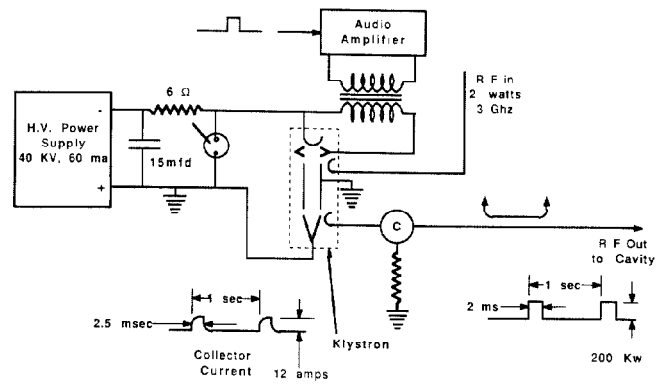 Audio
Amplifier
6 Ω
R F in
2 watts
3 Ghz
-
H.V. Power
Supply
40 KV, 60 ma
+
15mfd
C
R F Out
to Cavity
1 sec
2 ms
200 Kw
1 sec
2.5 msec
Klystron
Collector
Current
12 amps